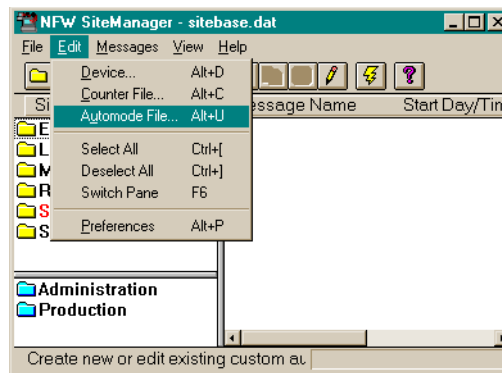 NFW SiteManager - sitebase.dat
File Edit Messages View Help
Device... Alt+D
Counter File... Alt+C
Si Automode File... Alt+U essage Name Start Day/Tim
E
L Select All Ctrl+[
M Deselect All Ctrl+]
R Switch Pane F6
S
S Preferences Alt+P
Administration
Production
Create new or edit existing custom au